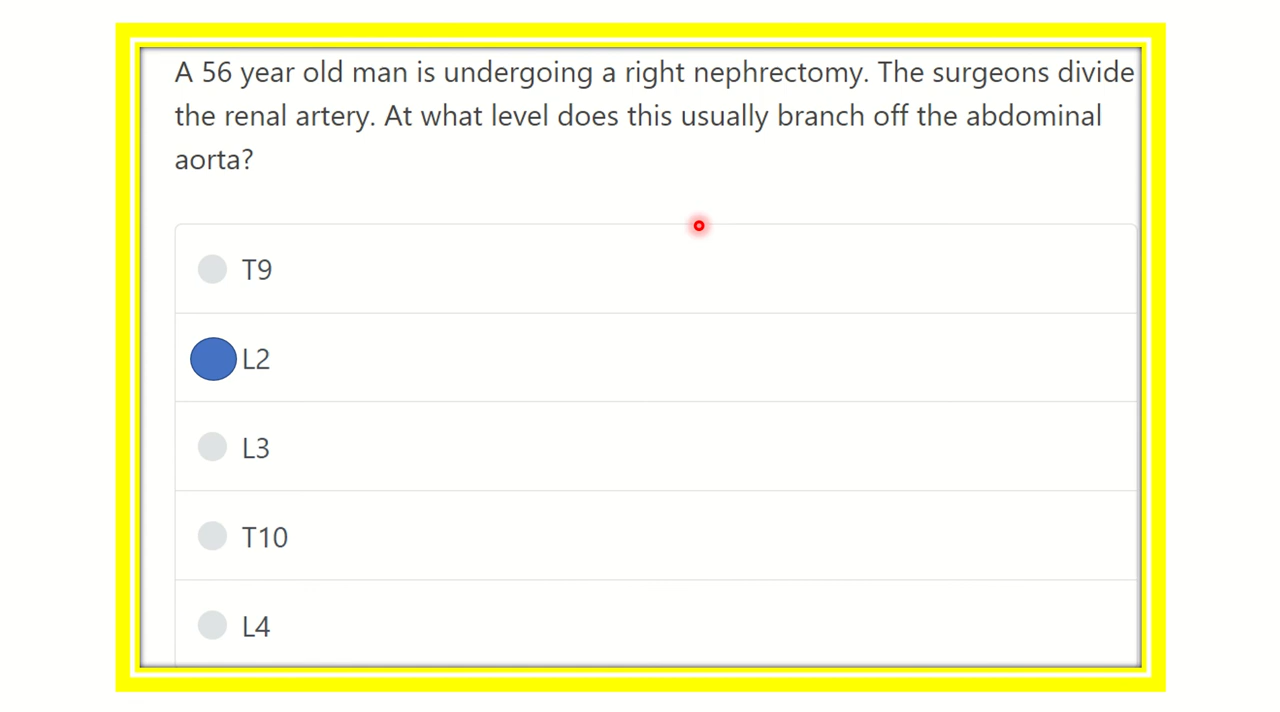 A 56 year old man is undergoing a right nephrectomy. The surgeons divide
the renal artery. At what level does this usually branch off the abdominal
aorta?
T9
L2
L3
T10
L4